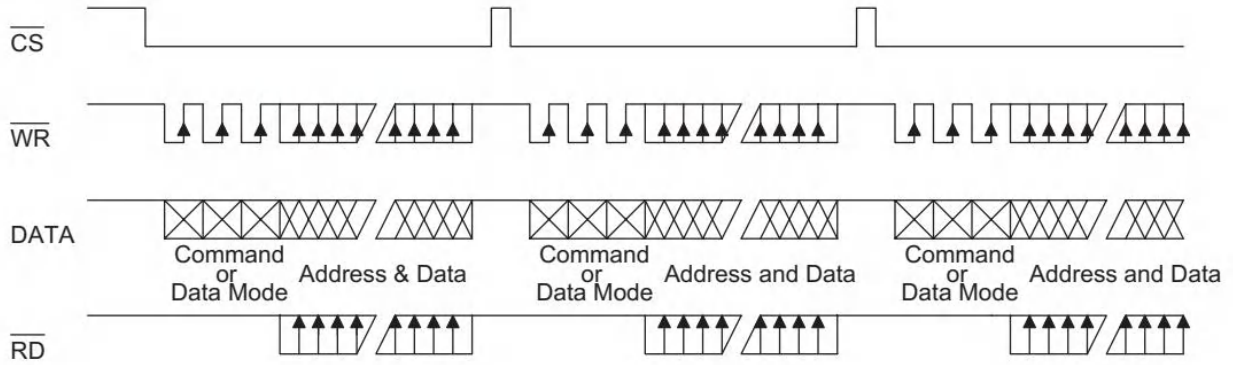 CS
WR
DATA
Command
or
Data Mode
Address & Data
Command
or
Data Mode
Address and Data
Command
or
Data Mode
Address and Data
RD